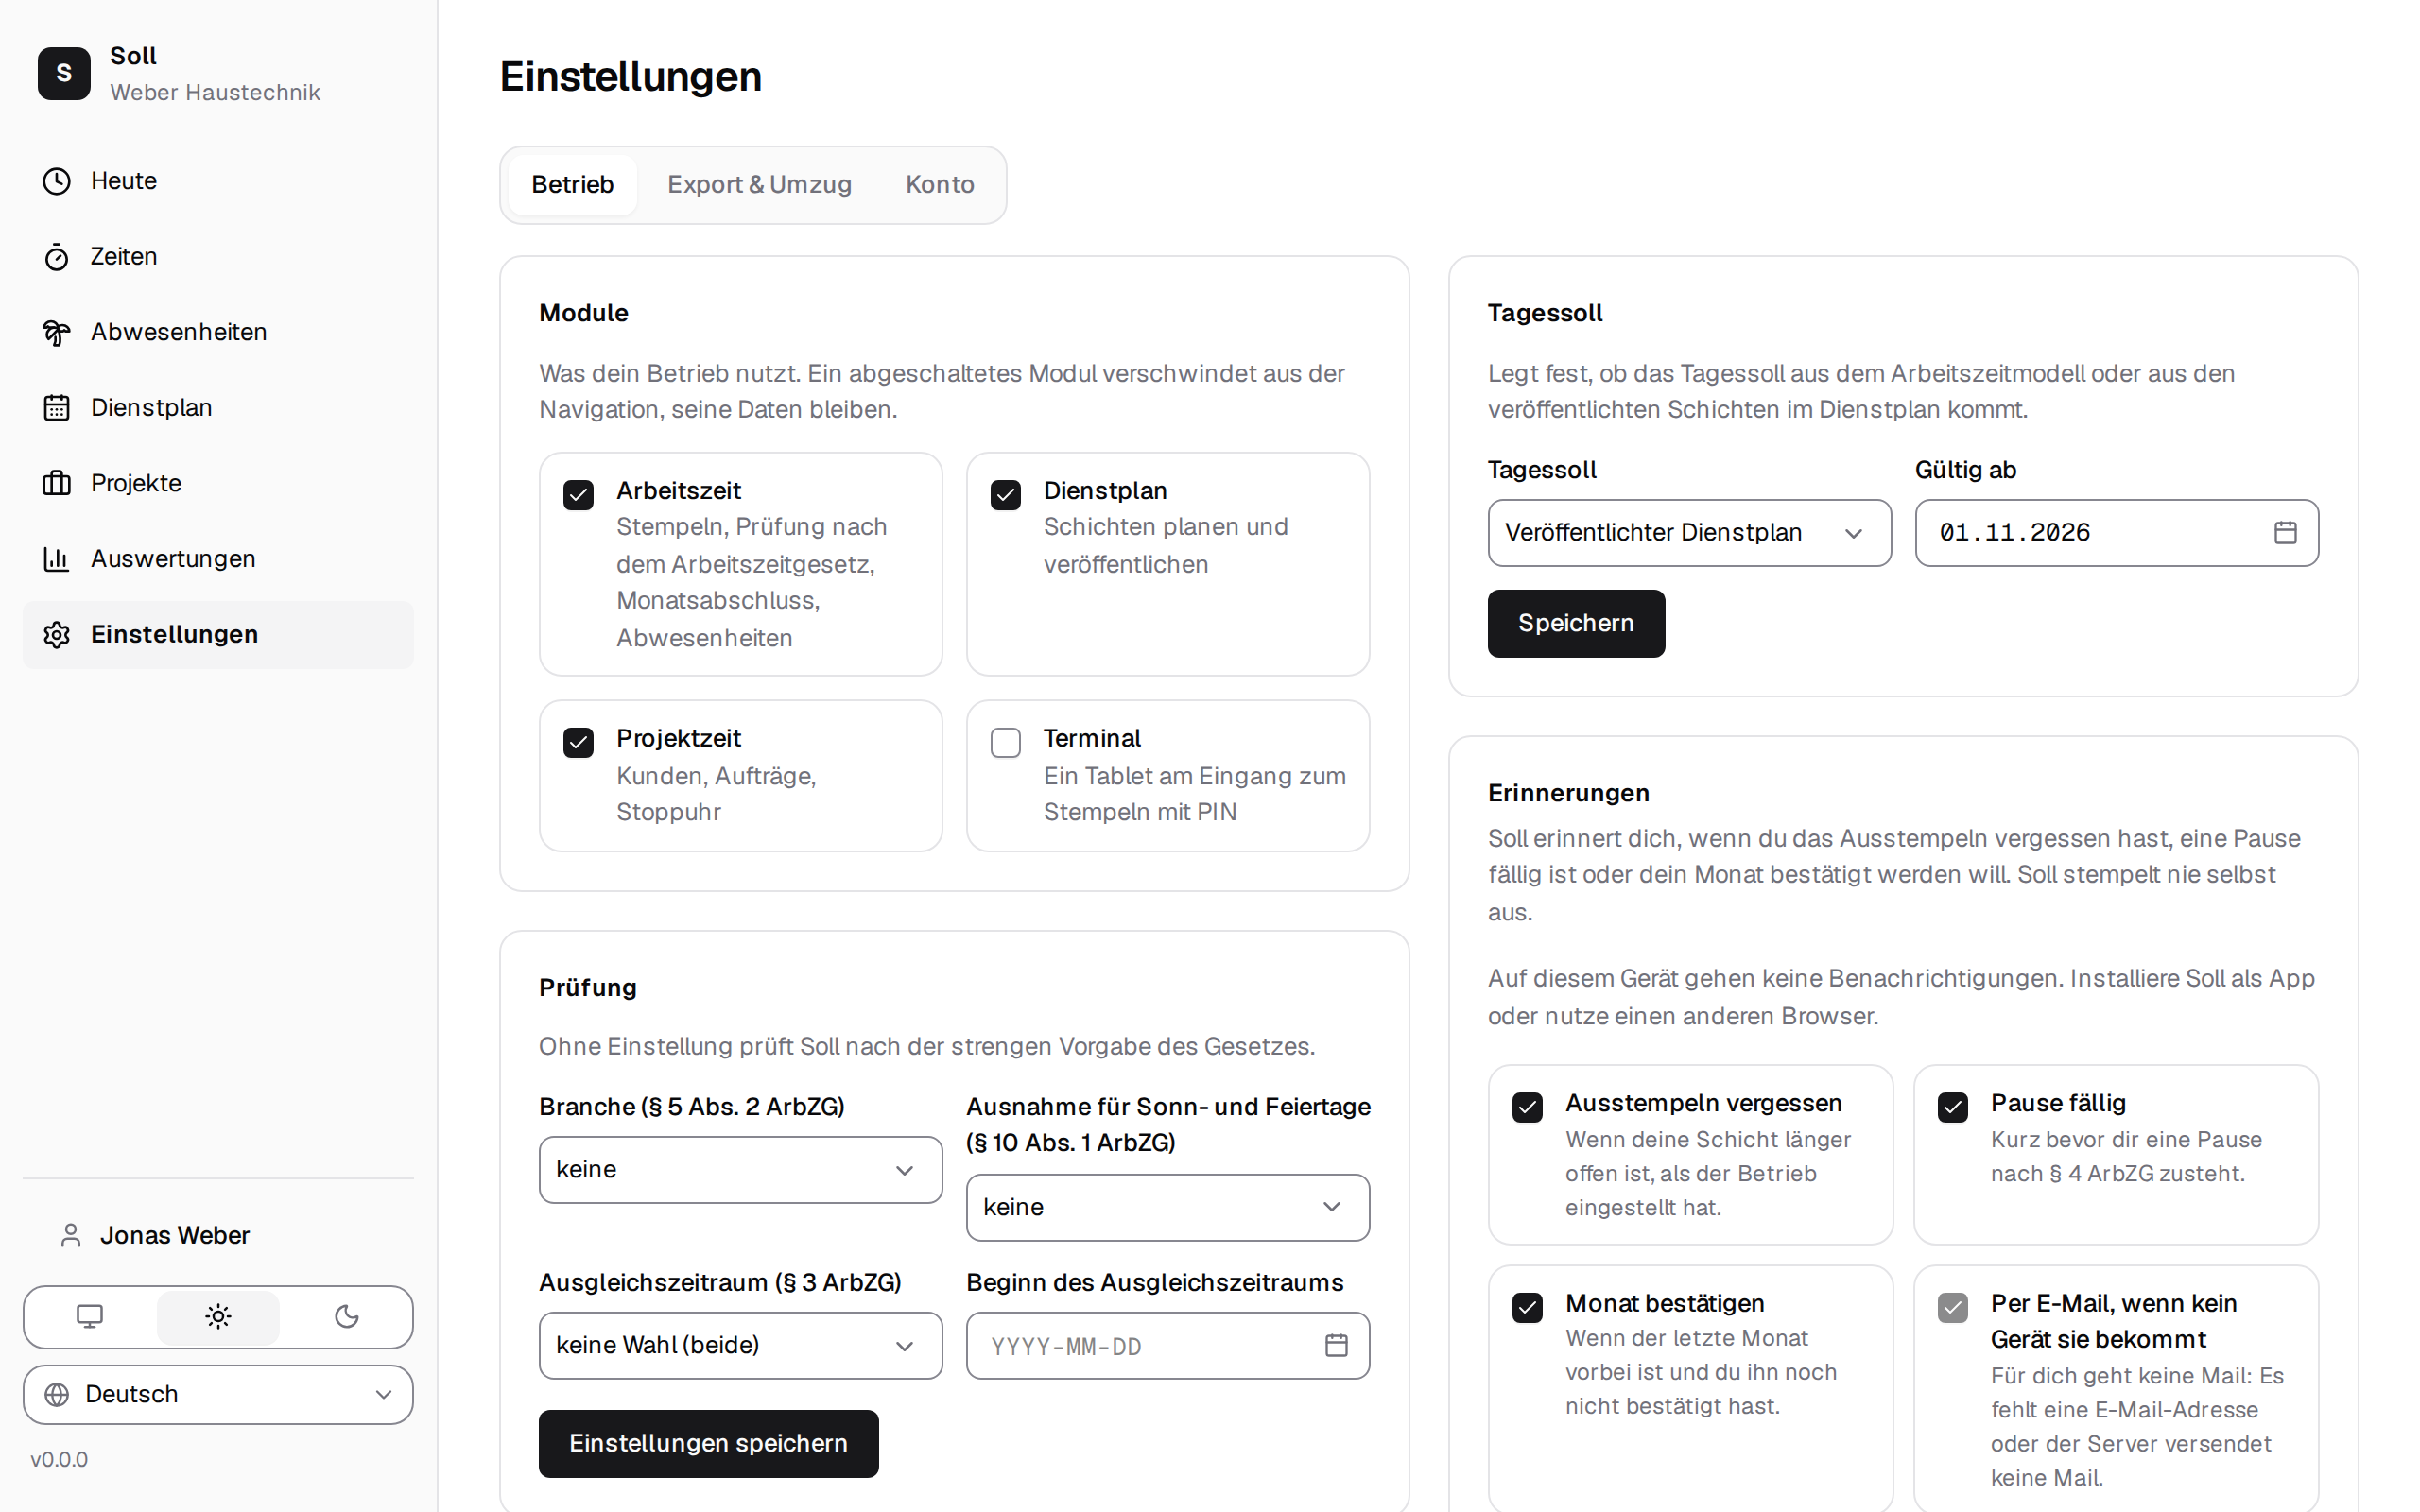 S
Soll
Weber Haustechnik
Heute
Zeiten
Abwesenheiten
Dienstplan
Projekte
Auswertungen
Einstellungen
Jonas Weber
Deutsch
v0.0.0
Einstellungen
Betrieb
Export & Umzug
Konto
Module
Was dein Betrieb nutzt. Ein abgeschaltetes Modul verschwindet aus der
Navigation, seine Daten bleiben.
Arbeitszeit
Stempeln, Prüfung nach
dem Arbeitszeitgesetz,
Monatsabschluss,
Abwesenheiten
Dienstplan
Schichten planen und
veröffentlichen
Projektzeit
Kunden, Aufträge,
Stoppuhr
Terminal
Ein Tablet am Eingang zum
Stempeln mit PIN
Prüfung
Ohne Einstellung prüft Soll nach der strengen Vorgabe des Gesetzes.
Branche (§ 5 Abs. 2 ArbZG)
keine
Ausnahme für Sonn- und Feiertage
(§ 10 Abs. 1 ArbZG)
keine
Ausgleichszeitraum (§ 3 ArbZG)
keine Wahl (beide)
Beginn des Ausgleichszeitraums
YYYY-MM-DD
Einstellungen speichern
Tagessoll
Legt fest, ob das Tagessoll aus dem Arbeitszeitmodell oder aus den
veröffentlichten Schichten im Dienstplan kommt.
Tagessoll
Veröffentlichter Dienstplan
Gültig ab
01.11.2026
Speichern
Erinnerungen
Soll erinnert dich, wenn du das Ausstempeln vergessen hast, eine Pause
fällig ist oder dein Monat bestätigt werden will. Soll stempelt nie selbst
aus.
Auf diesem Gerät gehen keine Benachrichtigungen. Installiere Soll als App
oder nutze einen anderen Browser.
Ausstempeln vergessen
Wenn deine Schicht länger
offen ist, als der Betrieb
eingestellt hat.
Pause fällig
Kurz bevor dir eine Pause
nach § 4 ArbZG zusteht.
Monat bestätigen
Wenn der letzte Monat
vorbei ist und du ihn noch
nicht bestätigt hast.
Per E-Mail, wenn kein
Gerät sie bekommt
Für dich geht keine Mail: Es
fehlt eine E-Mail-Adresse
oder der Server versendet
keine Mail.